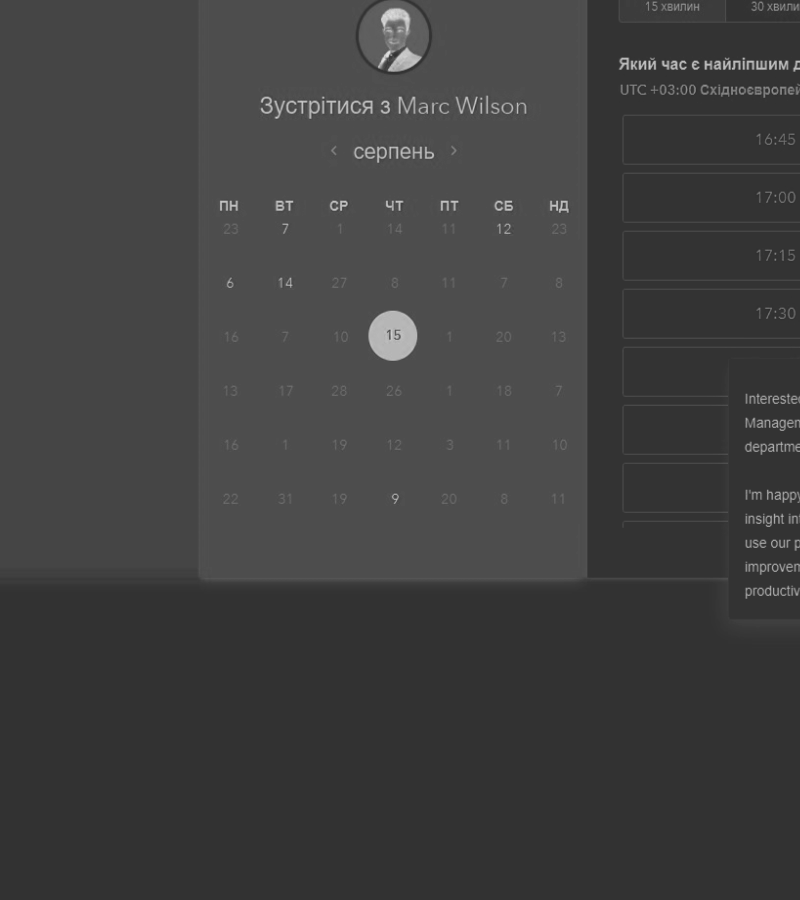 15 хвилин
30 хвили
Який час є найліпшим д
UTC +03:00 Східноєвропей
Зустрітися з Marc Wilson
‹ серпень ›
ПН ВТ СР ЧТ ПТ СБ НД
23 7 1 14 11 12 23
6 14 27 8 11 7 8
16 7 10 15 1 20 13
13 17 28 26 1 18 7
16 1 19 12 3 11 10
22 31 19 9 20 8 11
16:45
17:00
17:15
17:30
Interested
Managem
departme
I'm happy
insight int
use our p
improvem
productiv